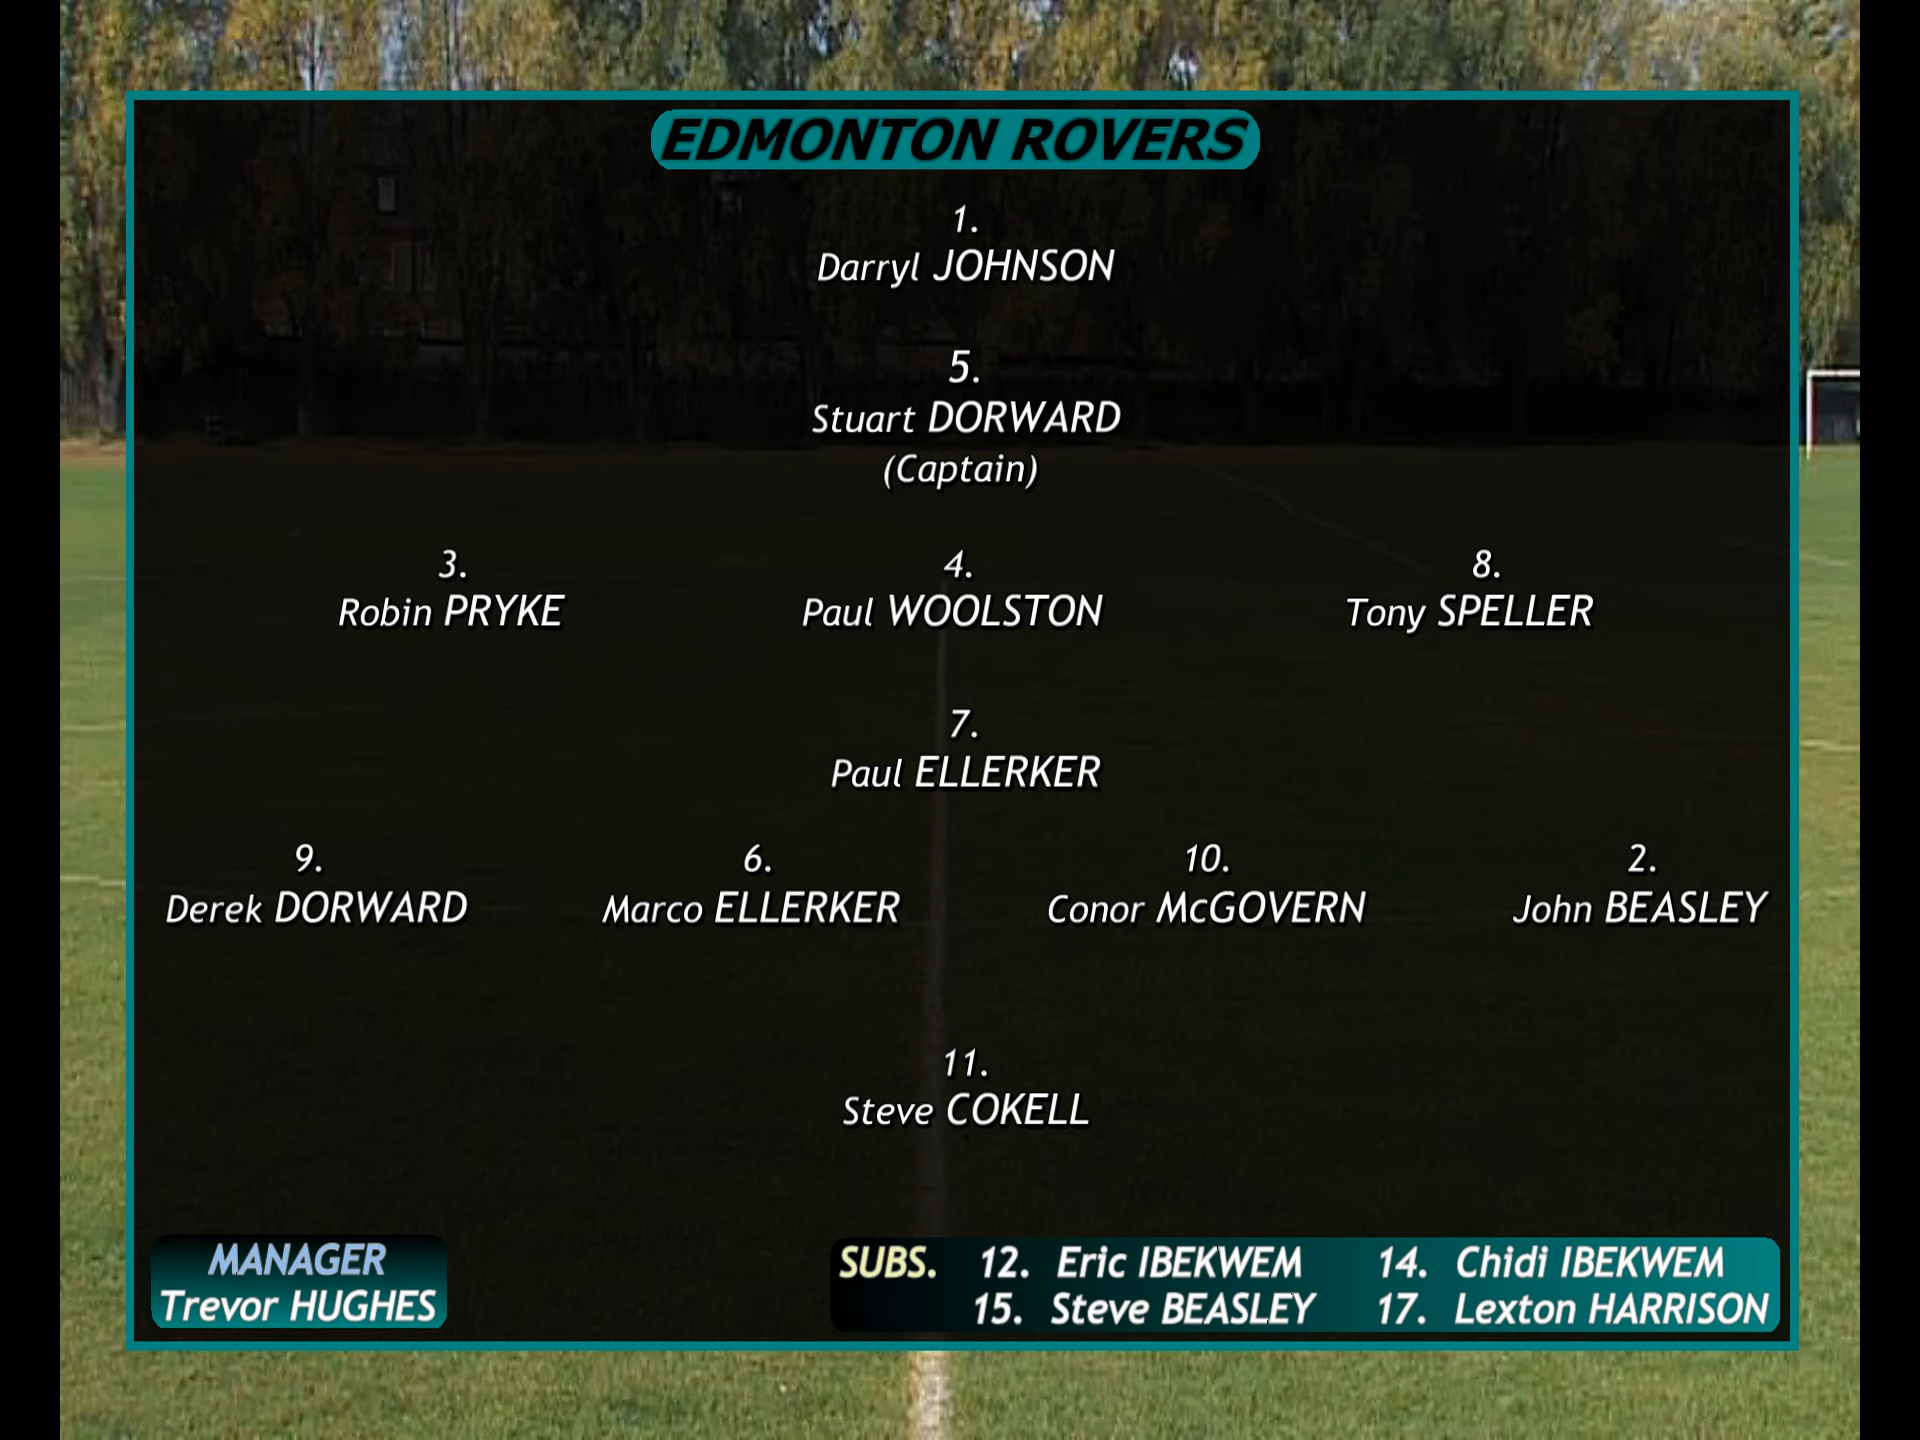 EDMONTON ROVERS
1.
Darryl JOHNSON
5.
Stuart DORWARD
(Captain)
3. 4. 8.
Robin PRYKE Paul WOOLSTON Tony SPELLER
7.
Paul ELLERKER
9. 6. 10. 2.
Derek DORWARD Marco ELLERKER Conor McGOVERN John BEASLEY
11.
Steve COKELL
MANAGER
Trevor HUGHES
SUBS. 12. Eric IBEKWEM 14. Chidi IBEKWEM
15. Steve BEASLEY 17. Lexton HARRISON